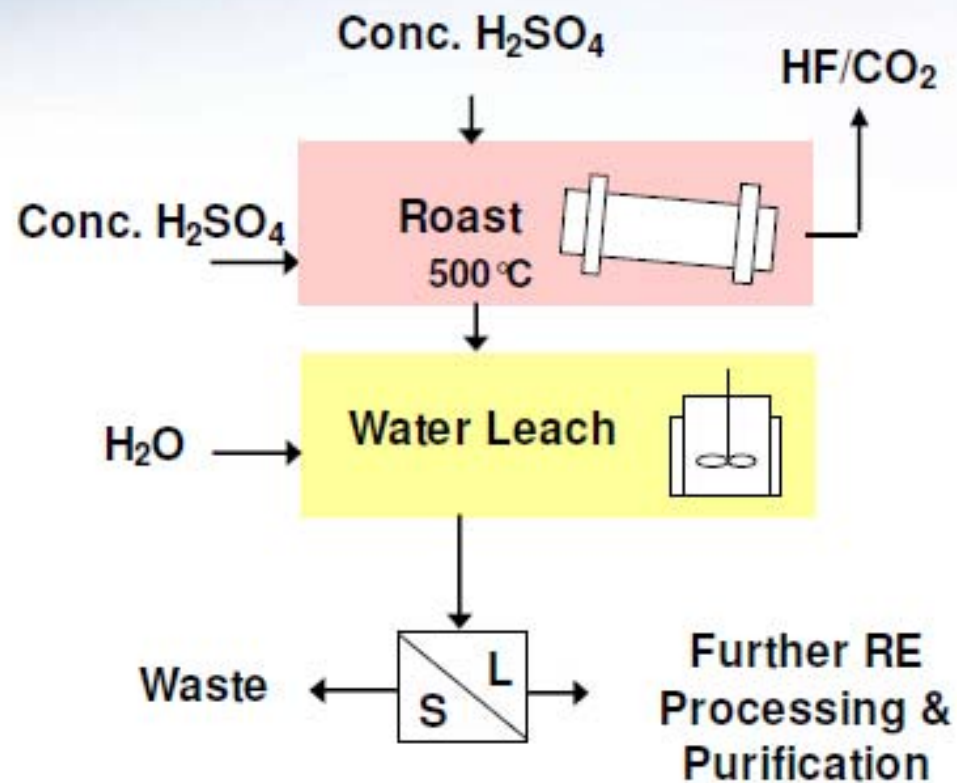 Conc. H₂SO₄
HF/CO₂
Conc. H₂SO₄
Roast
500°C
H₂O
Water Leach
Waste
S
L
Further RE
Processing &
Purification